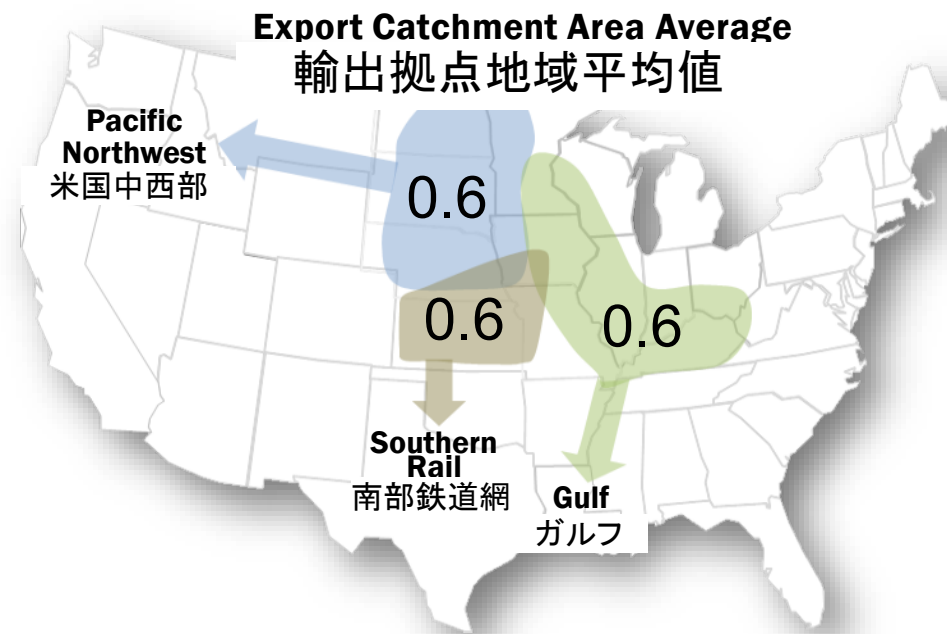 Export Catchment Area Average
輸出拠点地域平均値
Pacific
Northwest
米国中西部
0.6
0.6
0.6
Southern
Rail
南部鉄道網
Gulf
ガルフ